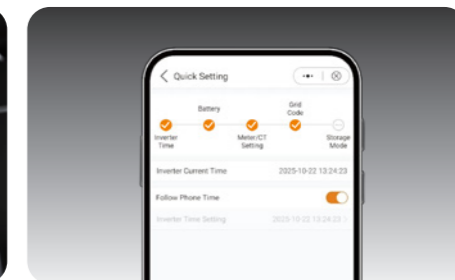 Quick Setting
Battery
Grid
Code
Inverter
Time
Meter/CT
Setting
Storage
Mode
Inverter Current Time 2025-10-22 13:24:23
Follow Phone Time
Inverter Time Setting 2025-10-22 13:24:23 >